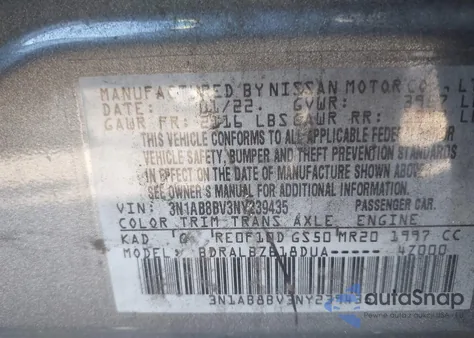 MANUFACTURED BY NISSAN MOTOR CO
DATE: 01/22. GVWR:
GAWR FR: LBS GAWR RR:
THIS VEHICLE CONFORMS TO ALL APPLICABLE FEDERAL MOTOR
VEHICLE SAFETY, BUMPER AND THEFT PREVENTION STANDARDS
IN EFFECT ON THE DATE OF MANUFACTURE SHOWN ABOVE.
SEE OWNER'S MANUAL FOR ADDITIONAL INFORMATION.
VIN: 3N1AB8BV3NY239435 PASSENGER CAR.
COLOR TRIM TRANS AXLE ENGINE
KAD G GS50 MR20 1997 CC
MODEL: 47000
autoSnap